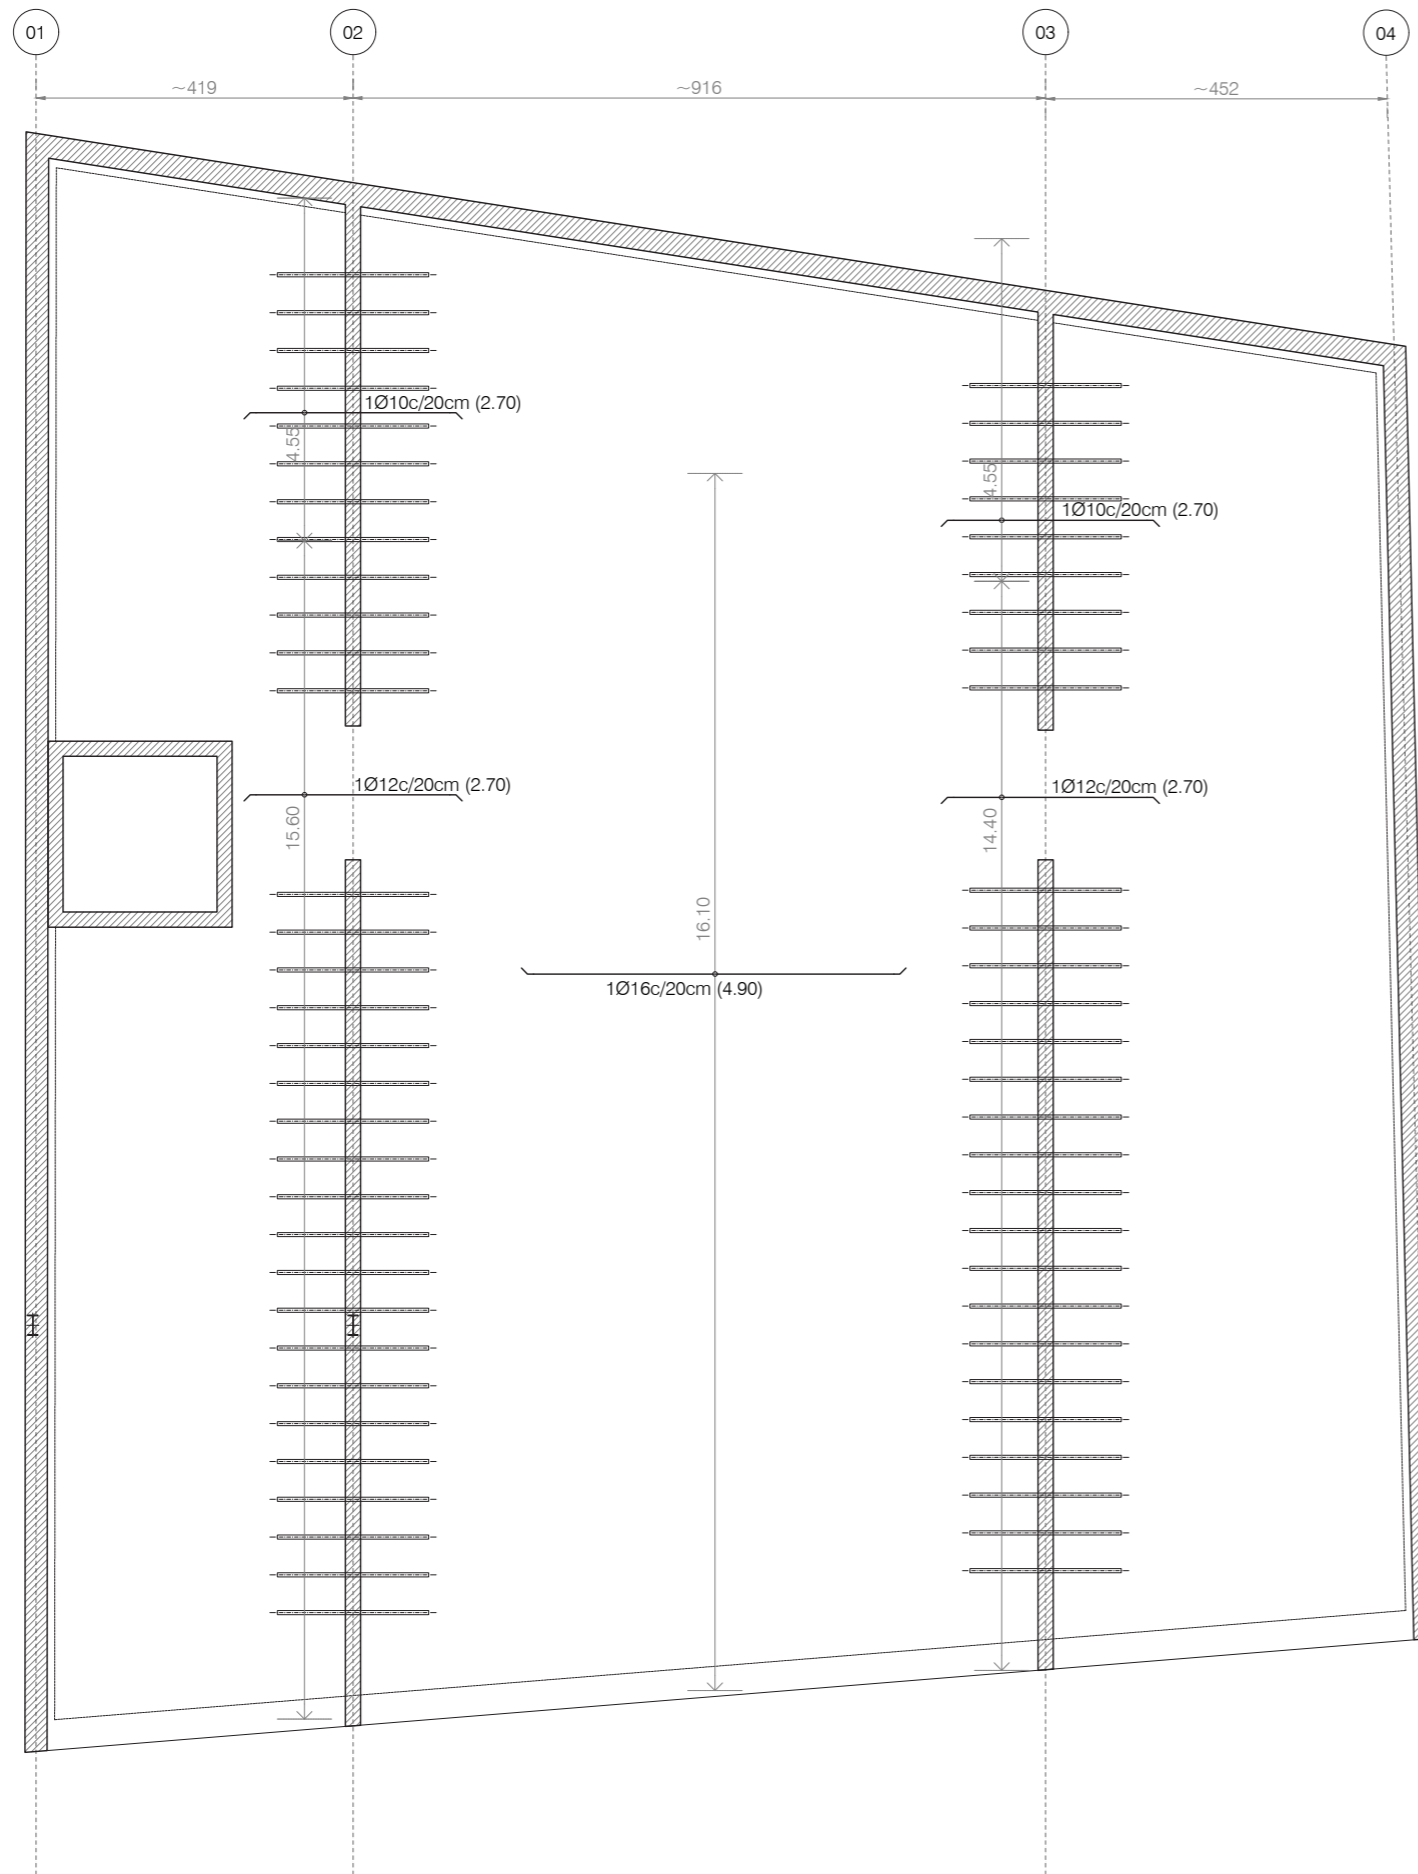 01
02
03
04
~419
~916
~452
1Ø10c/20cm (2.70)
4.55
4.55
1Ø10c/20cm (2.70)
1Ø12c/20cm (2.70)
1Ø12c/20cm (2.70)
15.60
14.40
16.10
1Ø16c/20cm (4.90)